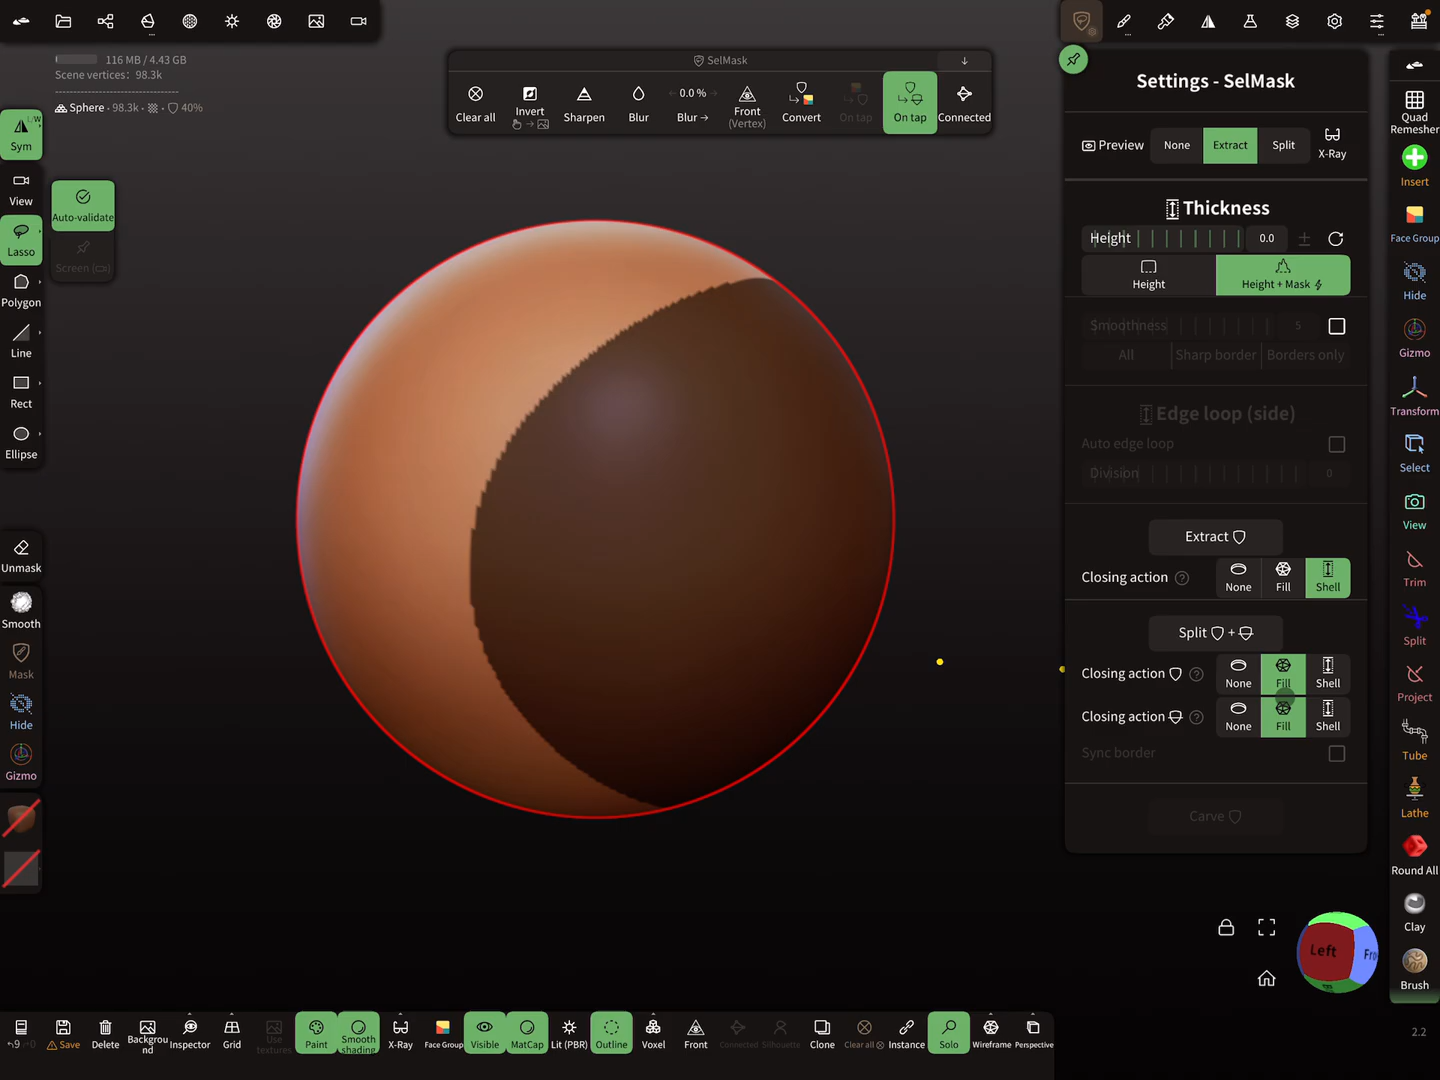 116 MB / 4.43 GB
Scene vertices: 98.3k
Sphere • 98.3k • 40%
SelMask
Clear all
Invert
Sharpen
Blur
0.0 %
Blur →
Front
(Vertex)
Convert
On tap
On tap
Connected
L/W
Sym
View
Lasso
Polygon
Line
Rect
Ellipse
Auto-validate
Screen
Unmask
Smooth
Mask
Hide
Gizmo
Settings - SelMask
Preview
None
Extract
Split
X-Ray
Thickness
Height
0.0
Height
Height + Mask
Smoothness
5
All
Sharp border
Borders only
Edge loop (side)
Auto edge loop
Division
0
Extract
Closing action
None
Fill
Shell
Split +
Closing action
None
Fill
Shell
Closing action
None
Fill
Shell
Sync border
Carve
Quad
Remesher
Insert
Face Group
Hide
Gizmo
Transform
Select
View
Trim
Split
Project
Tube
Lathe
Round All
Clay
Brush
Left
Fro
9
0
Save
Delete
Backgrou
nd
Inspector
Grid
Use
textures
Paint
Smooth
shading
X-Ray
Face Group
Visible
MatCap
Lit (PBR)
Outline
Voxel
Front
Connected
Silhouette
Clone
Clear all
Instance
Solo
Wireframe
Perspective
2.2